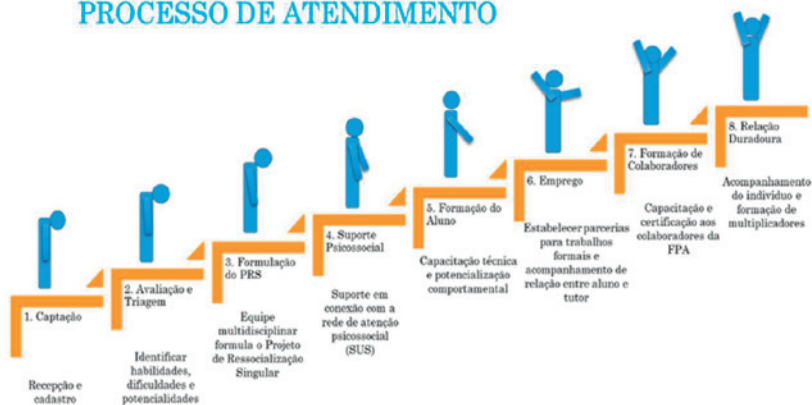 PROCESSO DE ATENDIMENTO
1. Captação
Recepção e
cadastro
2. Avaliação e
Triagem
Identificar
habilidades,
dificuldades e
potencialidades
3. Formulação
do PRS
Equipe
multidisciplinar
formula o Projeto
de Ressocialização
Singular
4. Suporte
Psicossocial
Suporte em
conexão com a
rede de atenção
psicossocial
(SUS)
5. Formação do
Aluno
Capacitação técnica
e potencialização
comportamental
6. Emprego
Estabelecer parcerias
para trabalhos
formais e
acompanhamento de
relação entre aluno e
tutor
7. Formação de
Colaboradores
Capacitação e
certificação aos
colaboradores da
FPA
8. Relação
Duradoura
Acompanhamento
do individuo e
formação de
multiplicadores